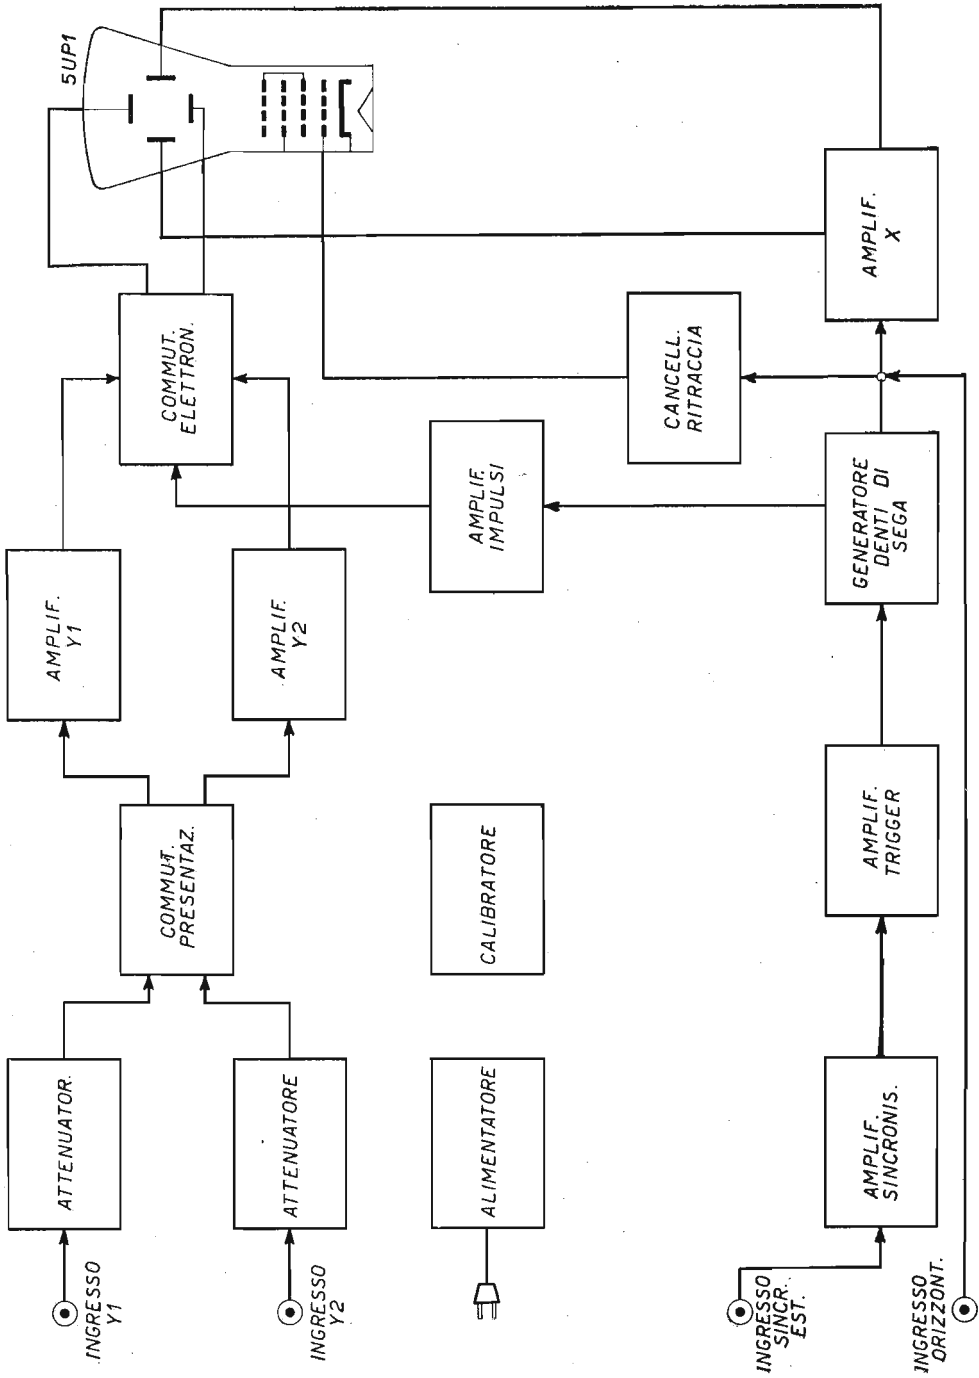 INGRESSO
Y1
ATTENUATOR.
COMMUT.
PRESENTAZ.
AMPLIF.
Y1
COMMUT.
ELETTRON.
5UP1
INGRESSO
Y2
ATTENUATORE
AMPLIF.
Y2
ALIMENTATORE
CALIBRATORE
AMPLIF.
IMPULSI
CANCELL.
RITRACCIA
INGRESSO
SINCR.
EST.
AMPLIF.
SINCRONIS.
AMPLIF.
TRIGGER
GENERATORE
DENTI DI
SEGA
AMPLIF.
X
INGRESSO
ORIZZONT.